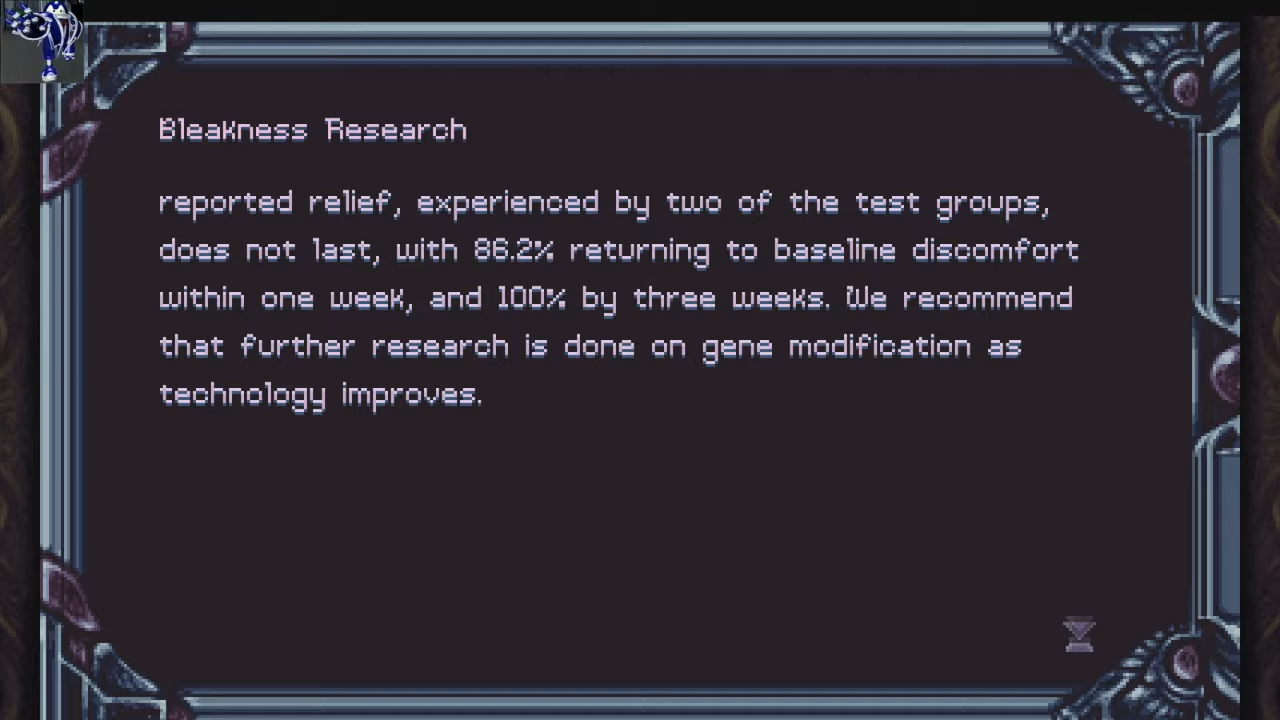 Bleakness Research
reported relief, experienced by two of the test groups,
does not last, with 86.2% returning to baseline discomfort
within one week, and 100% by three weeks. We recommend
that further research is done on gene modification as
technology improves.